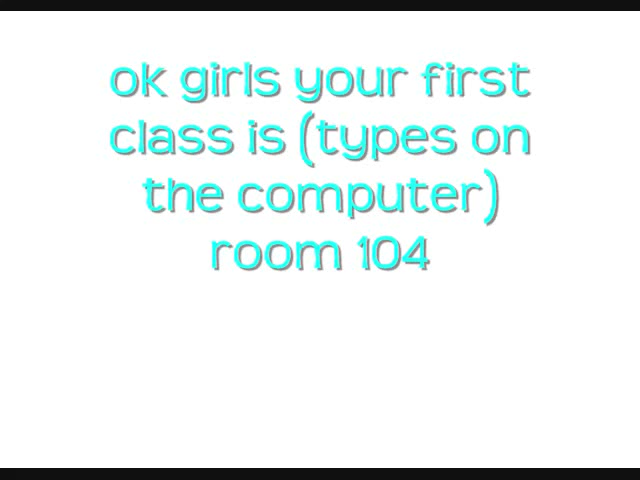 ok girls your first
class is (types on
the computer)
room 104